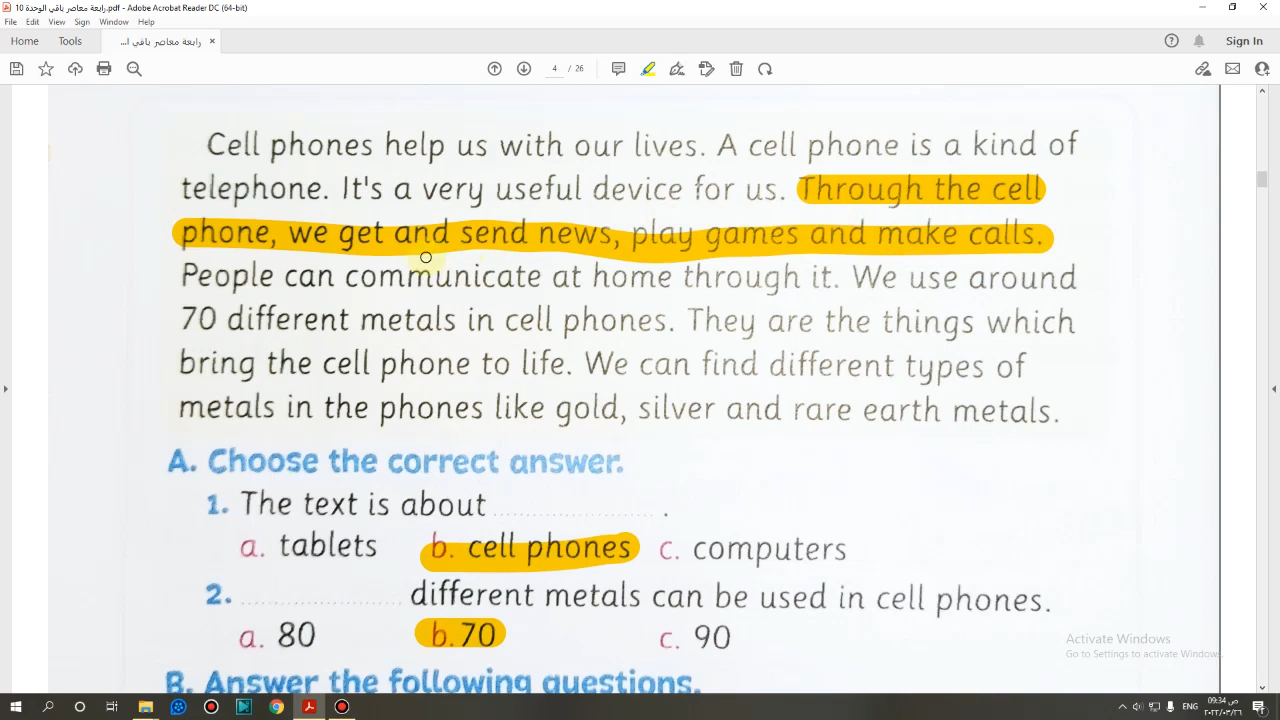 رابعة معاصر باقي الوحدة 10.pdf - Adobe Acrobat Reader DC (64-bit)
File Edit View Sign Window Help
Home Tools رابعة معاصر باقي ا... × Sign In
4 / 26
Cell phones help us with our lives. A cell phone is a kind of
telephone. It's a very useful device for us. Through the cell
phone, we get and send news, play games and make calls.
People can communicate at home through it. We use around
70 different metals in cell phones. They are the things which
bring the cell phone to life. We can find different types of
metals in the phones like gold, silver and rare earth metals.
A. Choose the correct answer.
1. The text is about .................... .
a. tablets b. cell phones c. computers
2. .................... different metals can be used in cell phones.
a. 80 b. 70 c. 90
Activate Windows
Go to Settings to activate Windows.
B. Answer the following questions.
ENG 09:34 ص